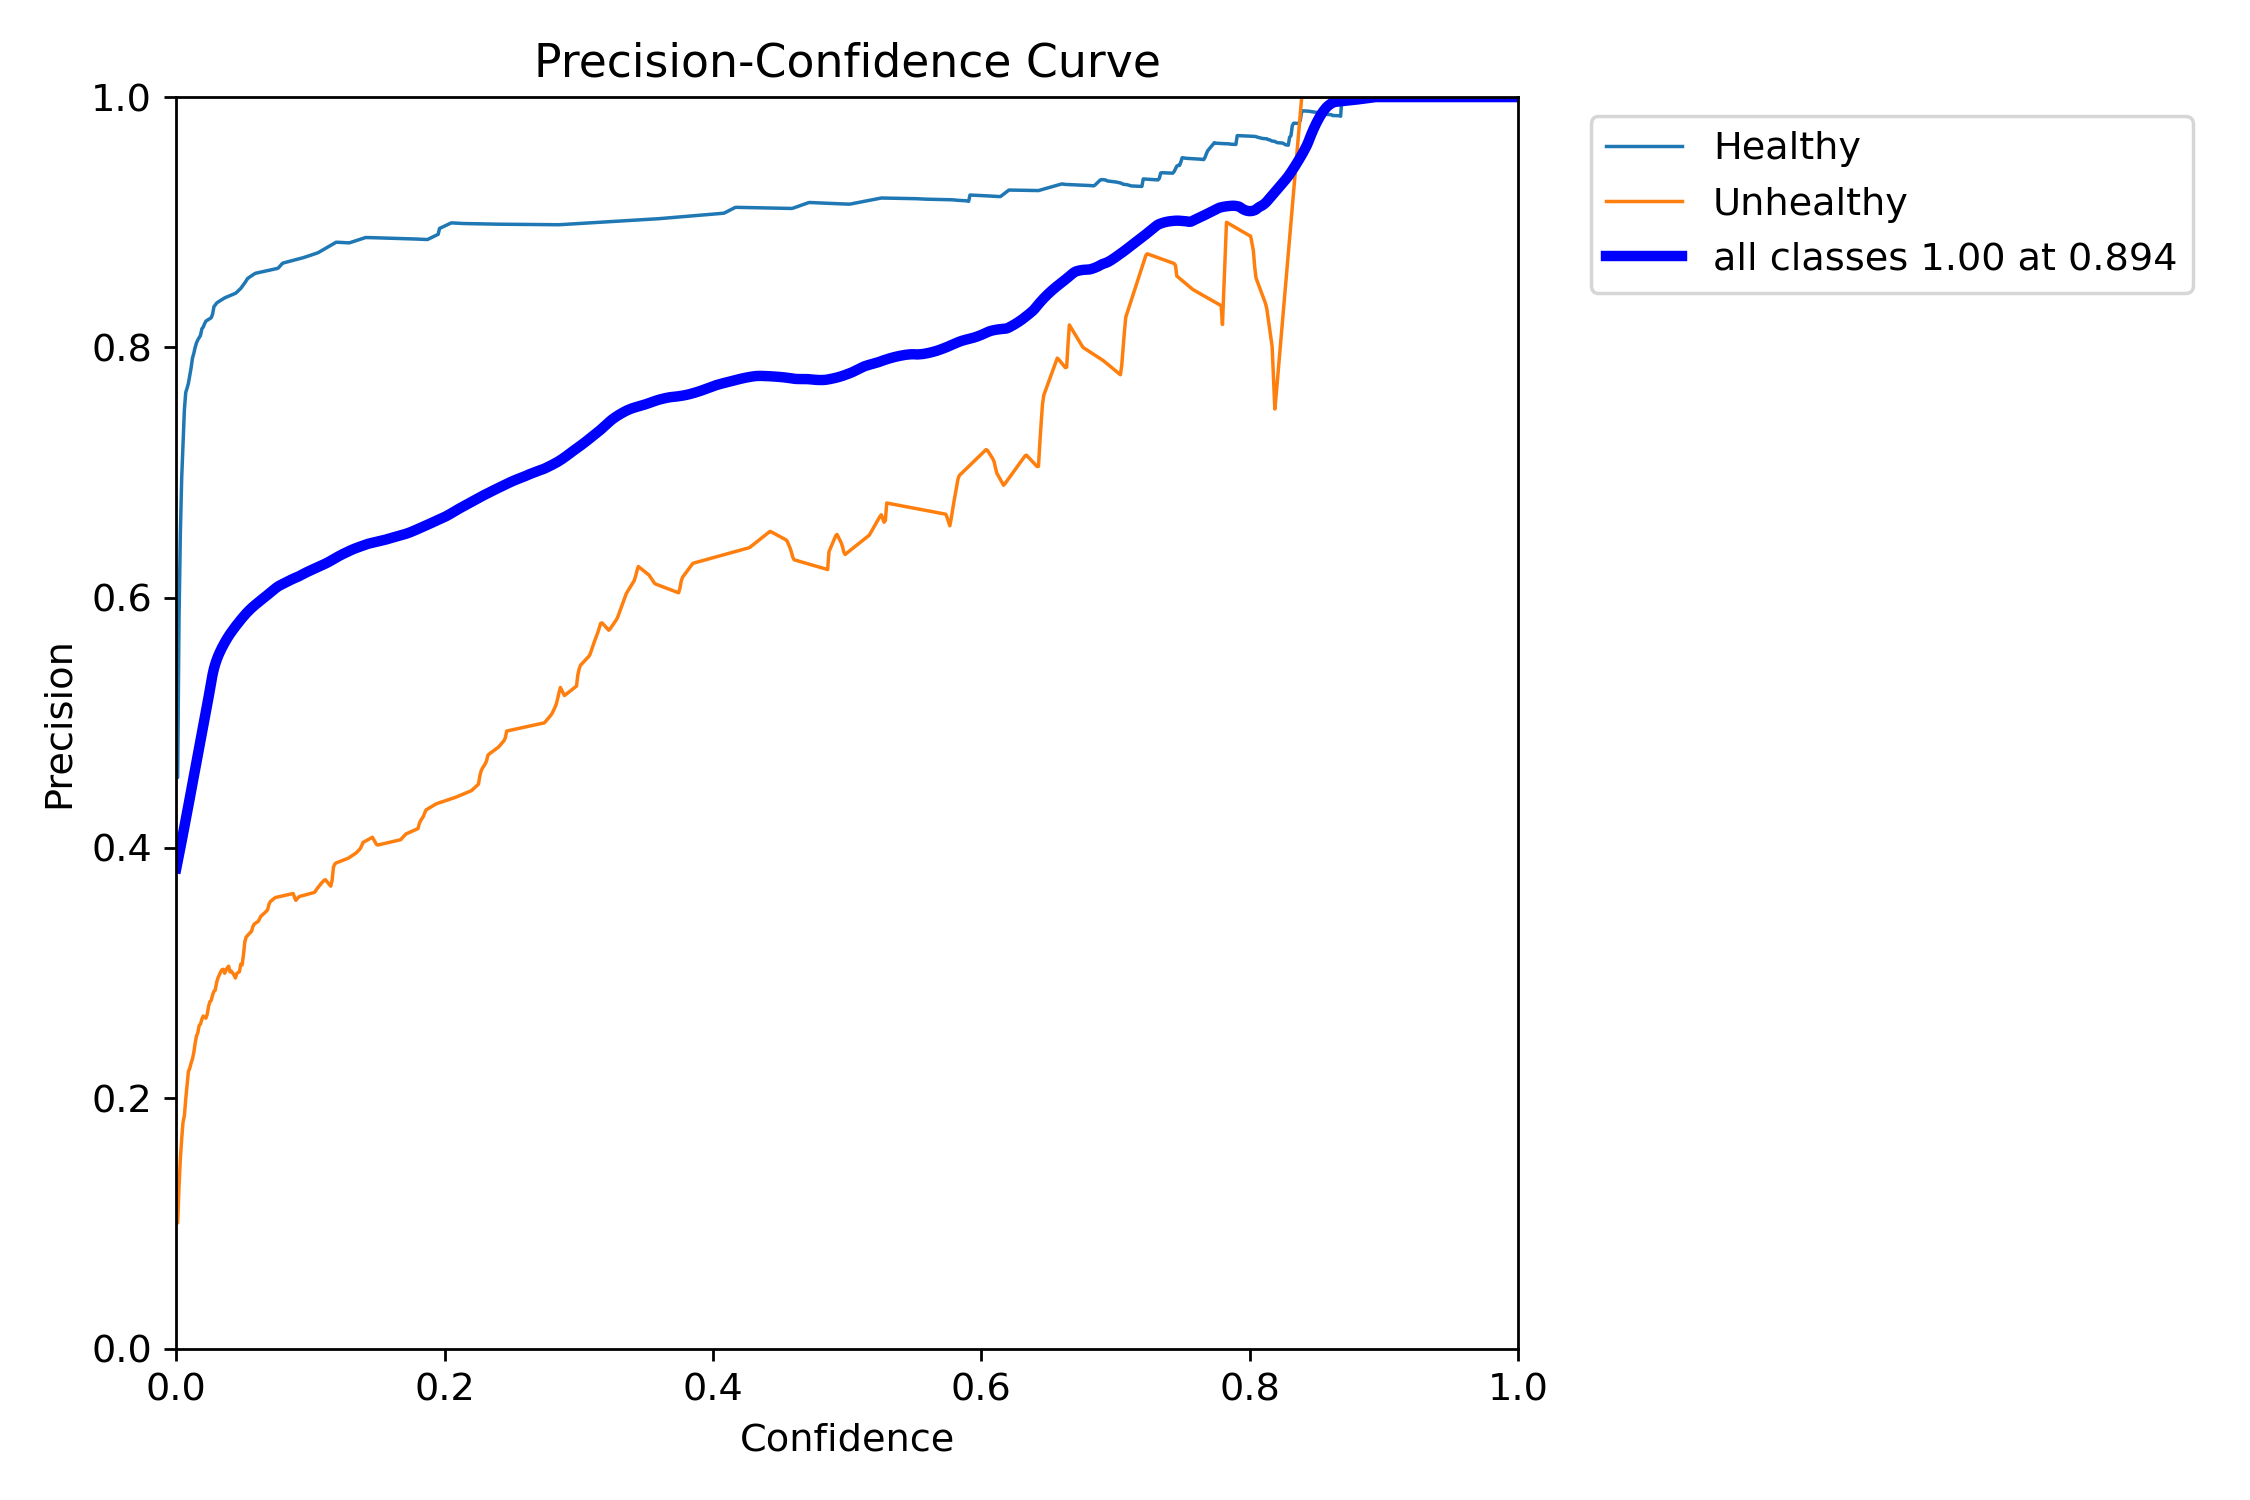 Precision-Confidence Curve
1.0
0.8
0.6
0.4
0.2
0.0
Precision
0.0 0.2 0.4 0.6 0.8 1.0
Confidence
Healthy
Unhealthy
all classes 1.00 at 0.894